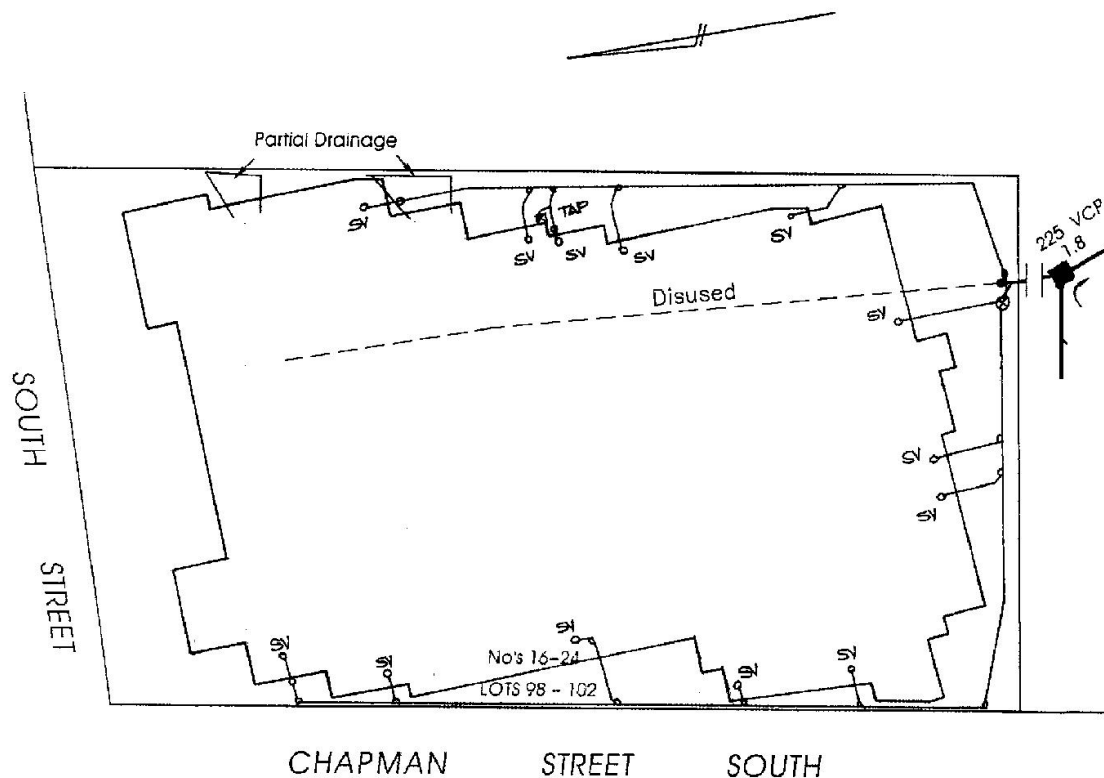 Partial Drainage
SV
TAP
SV
SV
SV
SV
225 VCP
1.8
Disused
SV
SOUTH
STREET
SV
SV
SV
SV
SV
SV
SV
No's 16-24
LOTS 98 - 102
CHAPMAN STREET SOUTH